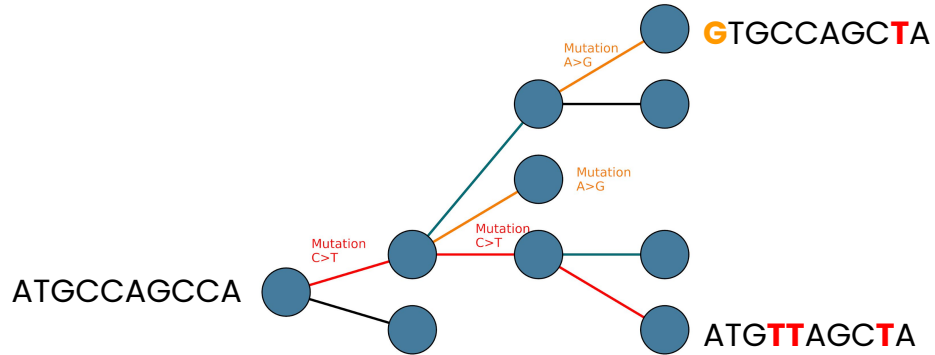 Mutation
A>G
GTGCCAGCTA
Mutation
A>G
Mutation
C>T
Mutation
C>T
ATGCCAGCCA
ATGTTAGCTA